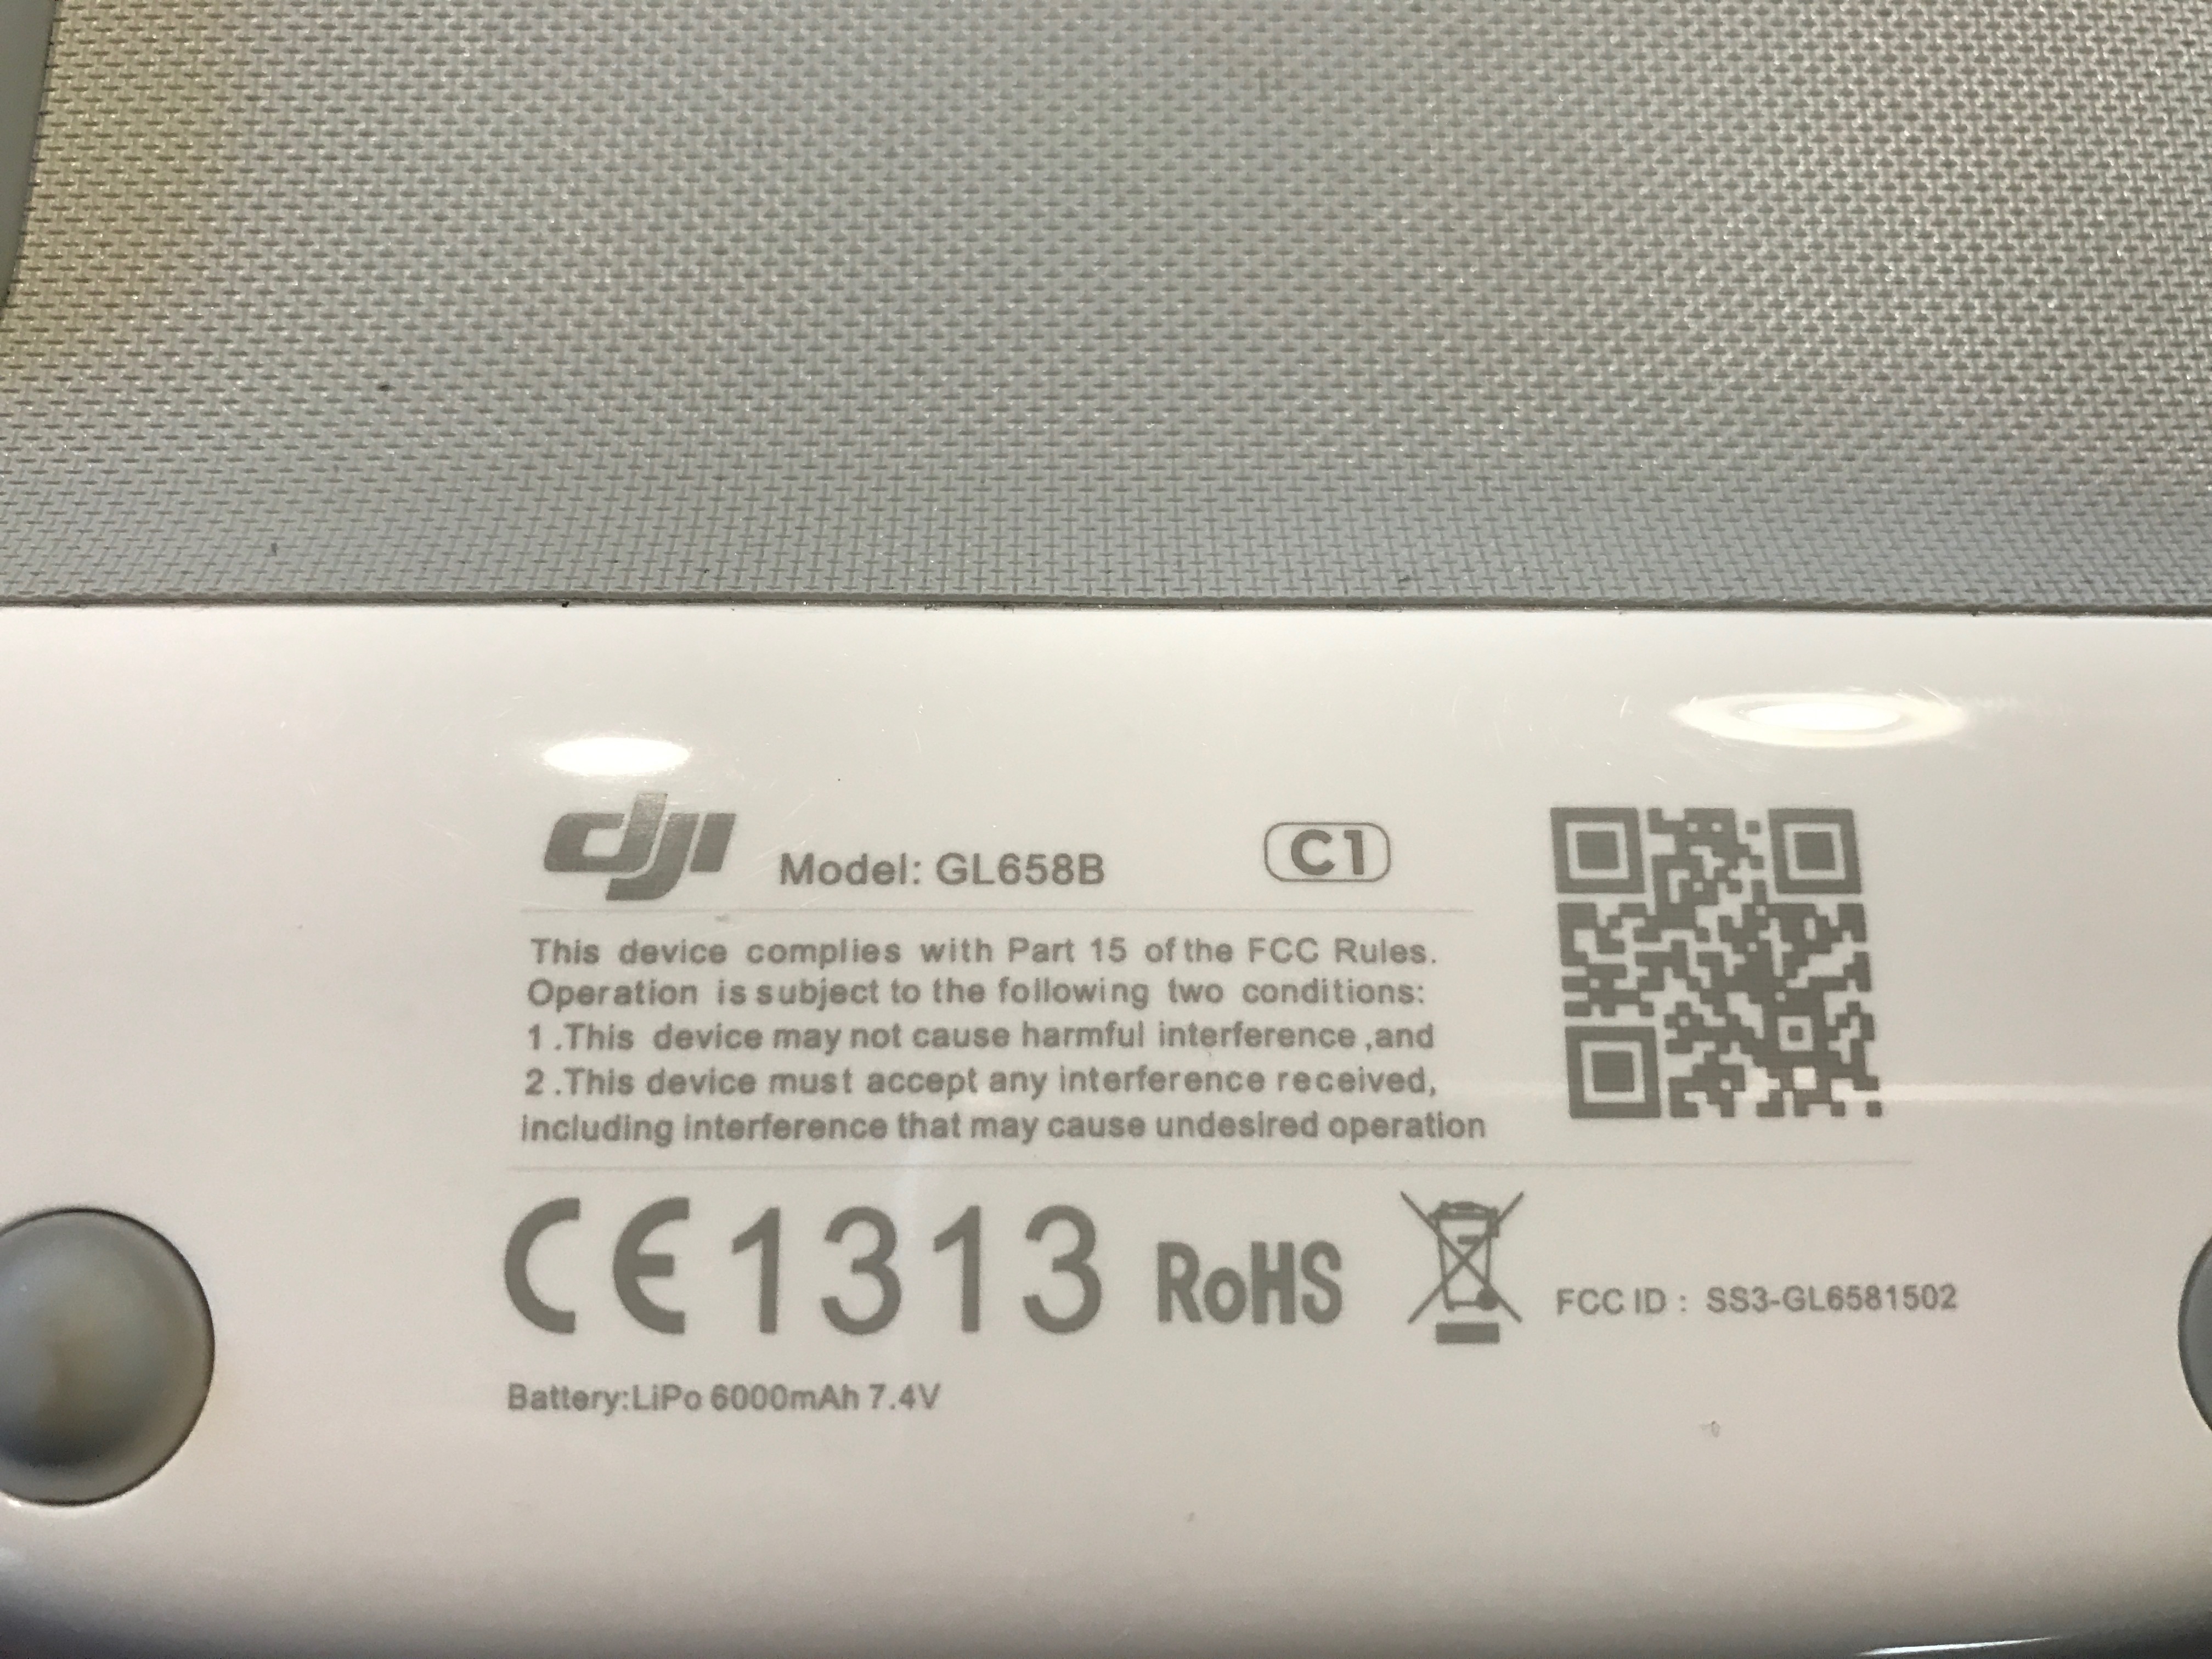 dji Model: GL658B C1
This device complies with Part 15 of the FCC Rules.
Operation is subject to the following two conditions:
1.This device may not cause harmful interference,and
2.This device must accept any interference received,
including interference that may cause undesired operation
CE1313 RoHS FCC ID: SS3-GL6581502
Battery:LiPo 6000mAh 7.4V